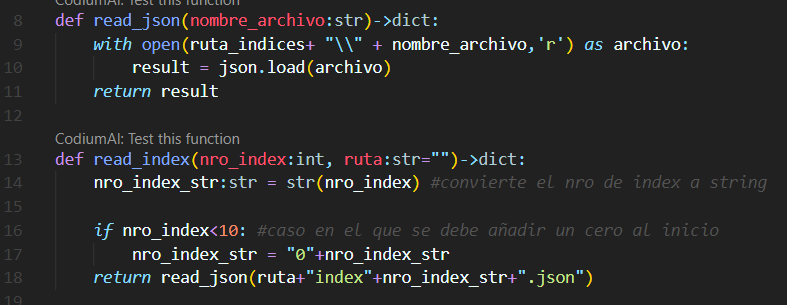 CodiumAI: Test this function
8 def read_json(nombre_archivo:str)->dict:
9     with open(ruta_indices+ "\\" + nombre_archivo,'r') as archivo:
10         result = json.load(archivo)
11     return result
12
CodiumAI: Test this function
13 def read_index(nro_index:int, ruta:str="")->dict:
14     nro_index_str:str = str(nro_index) #convierte el nro de index a string
15
16     if nro_index<10: #caso en el que se debe añadir un cero al inicio
17         nro_index_str = "0"+nro_index_str
18     return read_json(ruta+"index"+nro_index_str+".json")
19